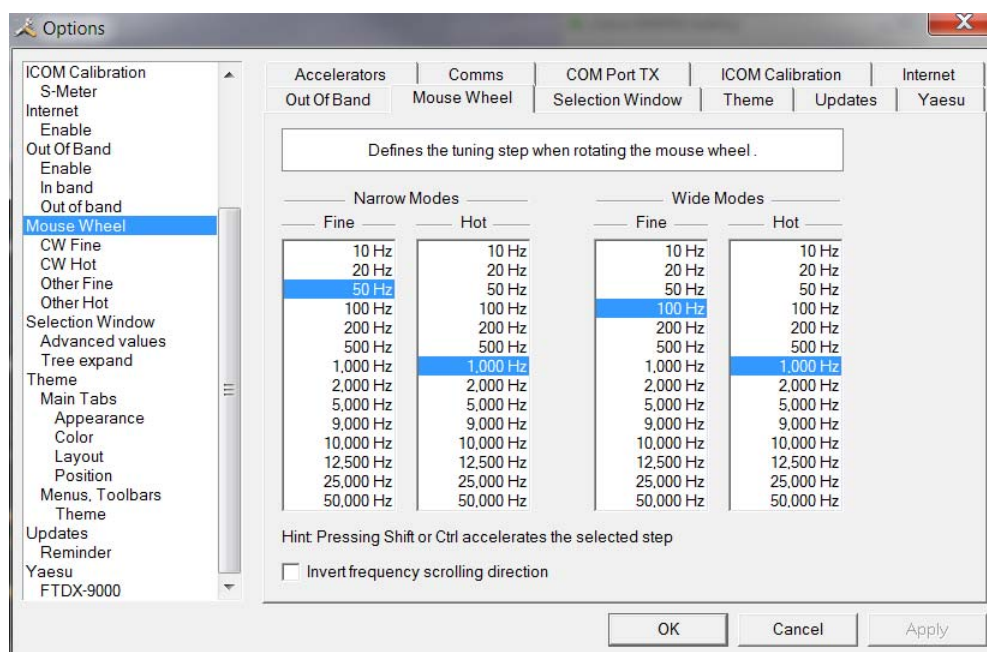 Options
X
ICOM Calibration
S-Meter
Internet
Enable
Out Of Band
Enable
In band
Out of band
Mouse Wheel
CW Fine
CW Hot
Other Fine
Other Hot
Selection Window
Advanced values
Tree expand
Theme
Main Tabs
Appearance
Color
Layout
Position
Menus, Toolbars
Theme
Updates
Reminder
Yaesu
FTDX-9000
Accelerators Comms COM Port TX ICOM Calibration Internet
Out Of Band Mouse Wheel Selection Window Theme Updates Yaesu
Defines the tuning step when rotating the mouse wheel .
Narrow Modes Wide Modes
Fine Hot Fine Hot
10 Hz 10 Hz 10 Hz 10 Hz
20 Hz 20 Hz 20 Hz 20 Hz
50 Hz 50 Hz 50 Hz 50 Hz
100 Hz 100 Hz 100 Hz 100 Hz
200 Hz 200 Hz 200 Hz 200 Hz
500 Hz 500 Hz 500 Hz 500 Hz
1,000 Hz 1,000 Hz 1,000 Hz 1,000 Hz
2,000 Hz 2,000 Hz 2,000 Hz 2,000 Hz
5,000 Hz 5,000 Hz 5,000 Hz 5,000 Hz
9,000 Hz 9,000 Hz 9,000 Hz 9,000 Hz
10,000 Hz 10,000 Hz 10,000 Hz 10,000 Hz
12,500 Hz 12,500 Hz 12,500 Hz 12,500 Hz
25,000 Hz 25,000 Hz 25,000 Hz 25,000 Hz
50,000 Hz 50,000 Hz 50,000 Hz 50,000 Hz
Hint: Pressing Shift or Ctrl accelerates the selected step
Invert frequency scrolling direction
OK Cancel Apply